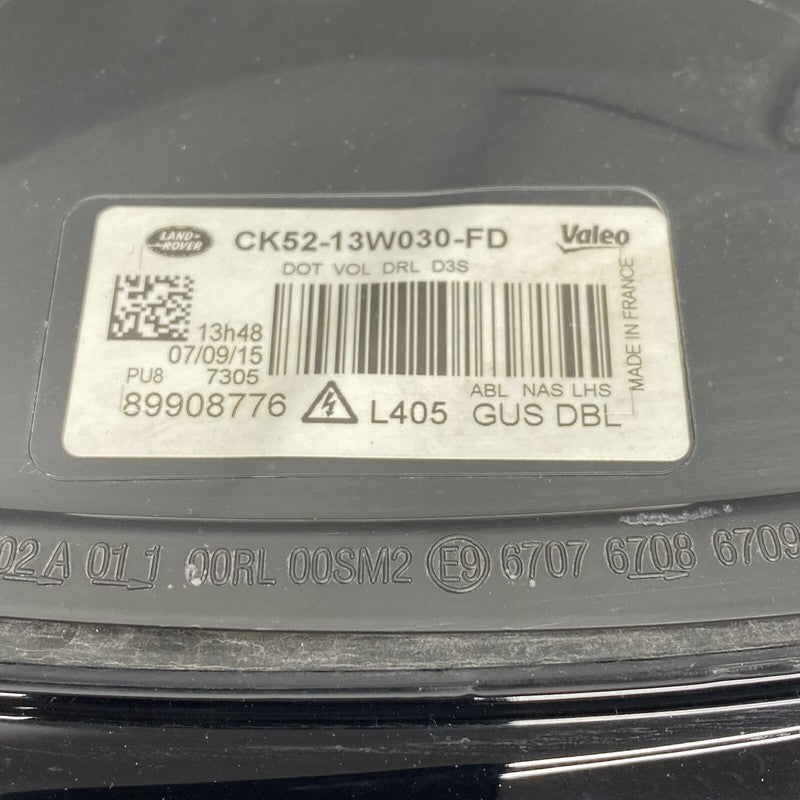 LAND-
ROVER
CK52-13W030-FD
Valeo
DOT VOL DRL D3S
MADE IN FRANCE
13h48
07/09/15
PU8 7305
ABL NAS LHS
89908776 L405 GUS DBL
02 A 01 1 00RL 00SM2 E9 6707 6708 6709